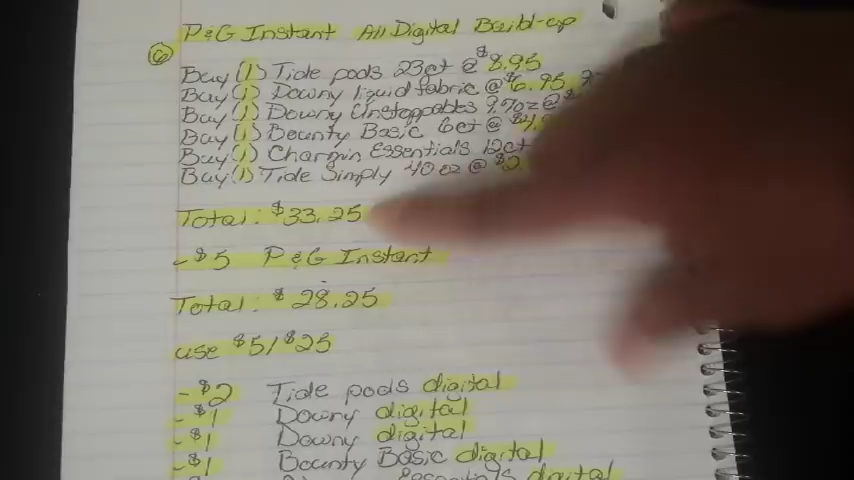 P&G Instant All Digital Build-up
6
Buy (1) Tide pods 23ct @ $8.95
Buy (1) Downy liquid fabric @ $6.95
Buy (1) Downy Unstoppables 9.7oz @
Buy (1) Bounty Basic 6ct @
Buy (1) Charmin Essentials 12ct
Buy (1) Tide Simply 40 oz @
Total: $33.25
-$5 P&G Instant
Total: $28.25
use $5/$25
-$2 Tide pods digital
-$1 Downy digital
-$1 Downy digital
-$1 Bounty Basic digital
digital